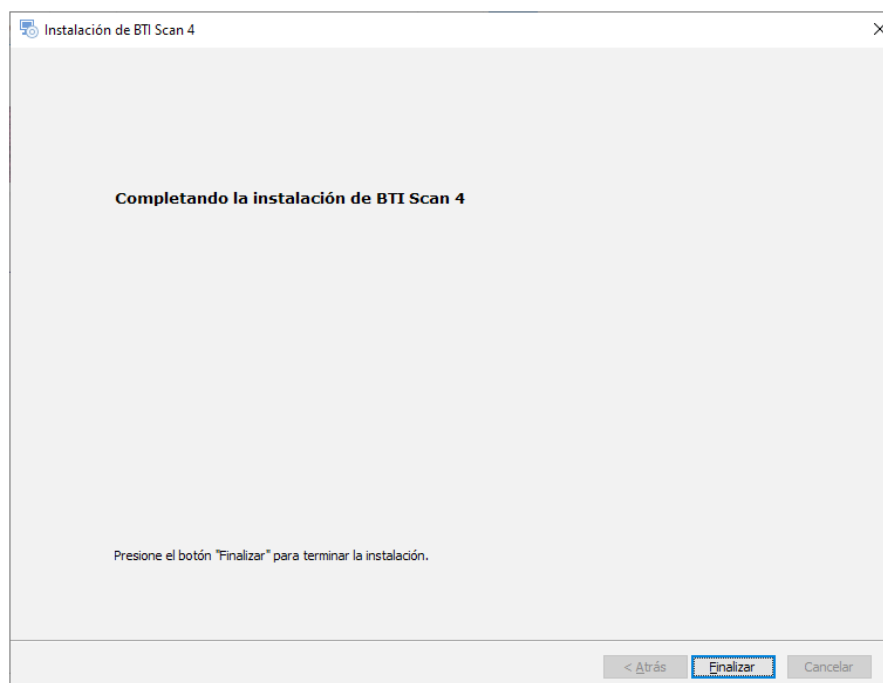 Instalación de BTI Scan 4
Completando la instalación de BTI Scan 4
Presione el botón "Finalizar" para terminar la instalación.
< Atrás
Finalizar
Cancelar